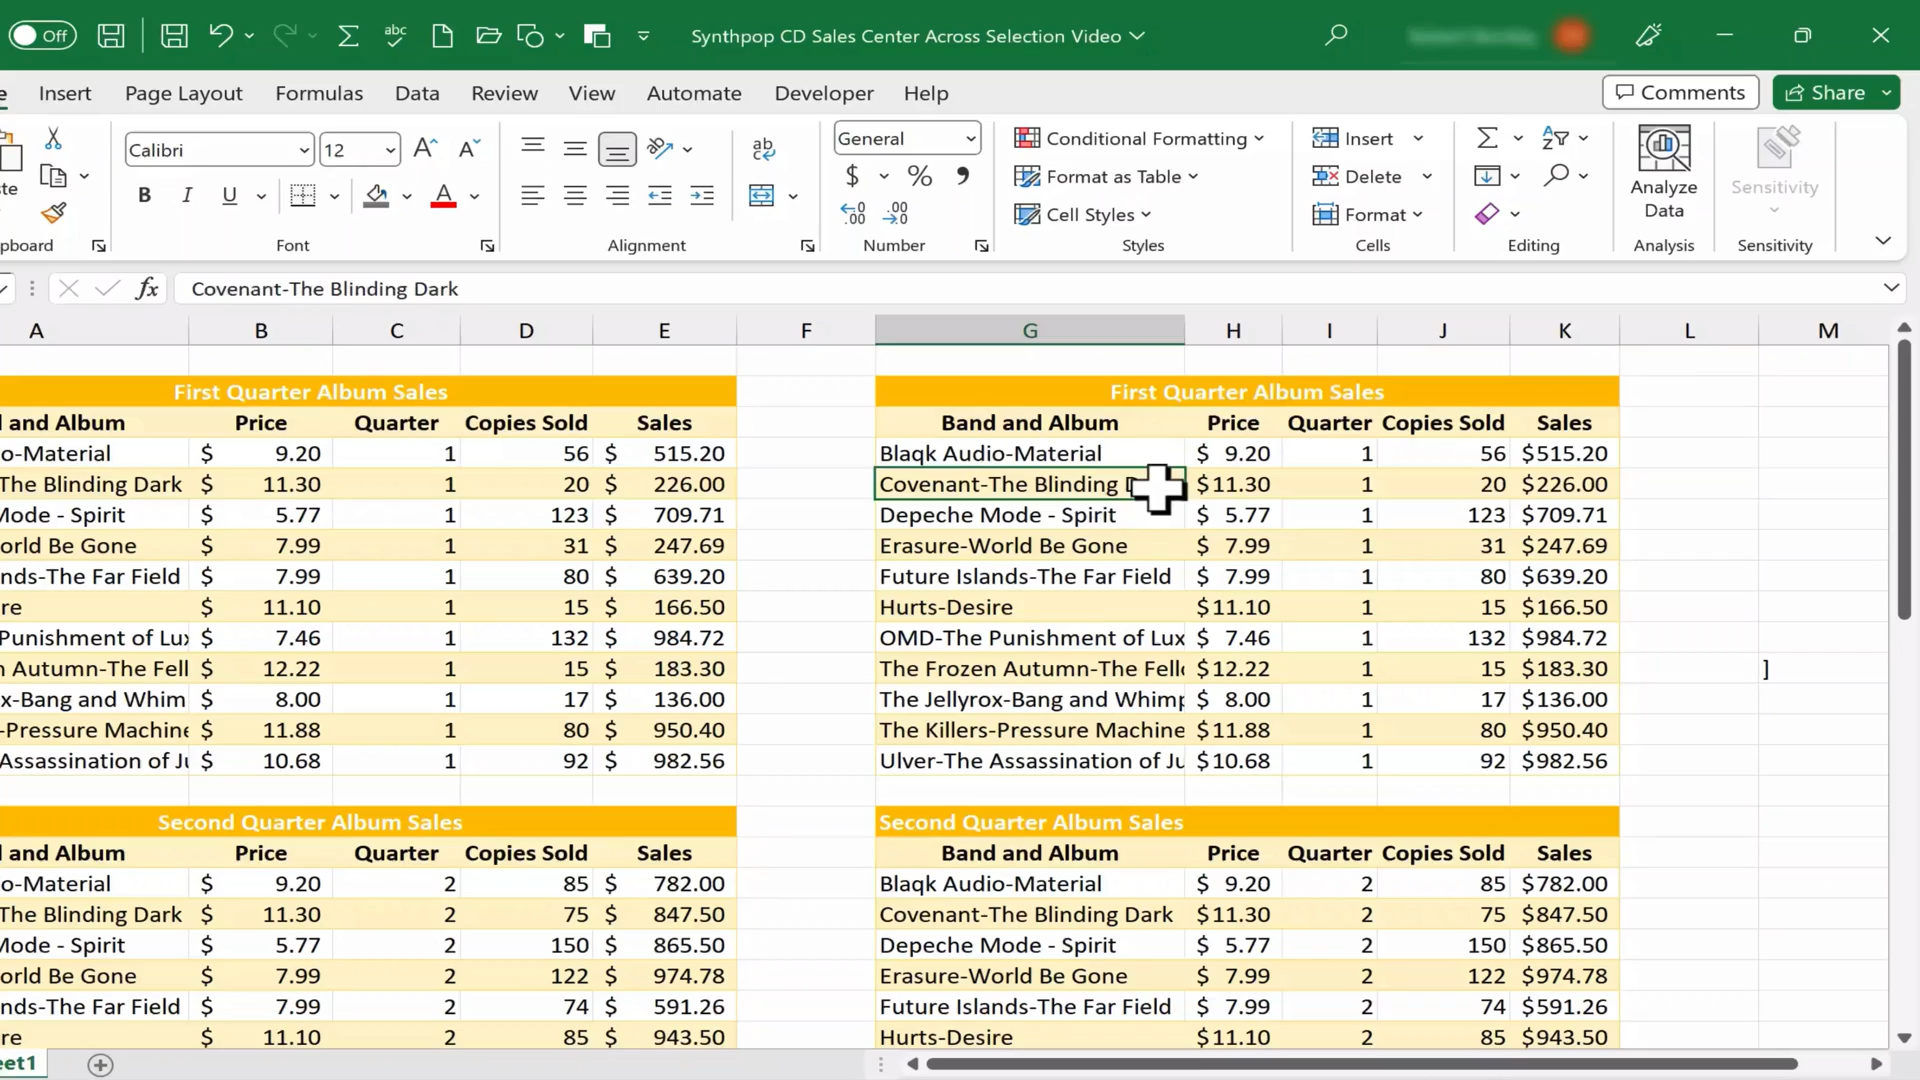 Off abc Synthpop CD Sales Center Across Selection Video
Insert Page Layout Formulas Data Review View Automate Developer Help Comments Share
Calibri 12 A A ab General Conditional Formatting Insert Σ A Z
B I U A $ % , Format as Table Delete Analyze Data Sensitivity
.00 .00 Cell Styles Format
pboard Font Alignment Number Styles Cells Editing Analysis Sensitivity
fx Covenant-The Blinding Dark
A B C D E F G H I J K L M
First Quarter Album Sales First Quarter Album Sales
d and Album Price Quarter Copies Sold Sales Band and Album Price Quarter Copies Sold Sales
o-Material $ 9.20 1 56 $ 515.20 Blaqk Audio-Material $ 9.20 1 56 $515.20
The Blinding Dark $ 11.30 1 20 $ 226.00 Covenant-The Blinding $11.30 1 20 $226.00
Mode - Spirit $ 5.77 1 123 $ 709.71 Depeche Mode - Spirit $ 5.77 1 123 $709.71
orld Be Gone $ 7.99 1 31 $ 247.69 Erasure-World Be Gone $ 7.99 1 31 $247.69
nds-The Far Field $ 7.99 1 80 $ 639.20 Future Islands-The Far Field $ 7.99 1 80 $639.20
re $ 11.10 1 15 $ 166.50 Hurts-Desire $11.10 1 15 $166.50
Punishment of Lux $ 7.46 1 132 $ 984.72 OMD-The Punishment of Lux $ 7.46 1 132 $984.72
n Autumn-The Fell $ 12.22 1 15 $ 183.30 The Frozen Autumn-The Fell $12.22 1 15 $183.30
x-Bang and Whim $ 8.00 1 17 $ 136.00 The Jellyrox-Bang and Whimp $ 8.00 1 17 $136.00
-Pressure Machine $ 11.88 1 80 $ 950.40 The Killers-Pressure Machine $11.88 1 80 $950.40
Assassination of Ju $ 10.68 1 92 $ 982.56 Ulver-The Assassination of Ju $10.68 1 92 $982.56
]
Second Quarter Album Sales Second Quarter Album Sales
d and Album Price Quarter Copies Sold Sales Band and Album Price Quarter Copies Sold Sales
o-Material $ 9.20 2 85 $ 782.00 Blaqk Audio-Material $ 9.20 2 85 $782.00
The Blinding Dark $ 11.30 2 75 $ 847.50 Covenant-The Blinding Dark $11.30 2 75 $847.50
Mode - Spirit $ 5.77 2 150 $ 865.50 Depeche Mode - Spirit $ 5.77 2 150 $865.50
orld Be Gone $ 7.99 2 122 $ 974.78 Erasure-World Be Gone $ 7.99 2 122 $974.78
nds-The Far Field $ 7.99 2 74 $ 591.26 Future Islands-The Far Field $ 7.99 2 74 $591.26
re $ 11.10 2 85 $ 943.50 Hurts-Desire $11.10 2 85 $943.50
eet1